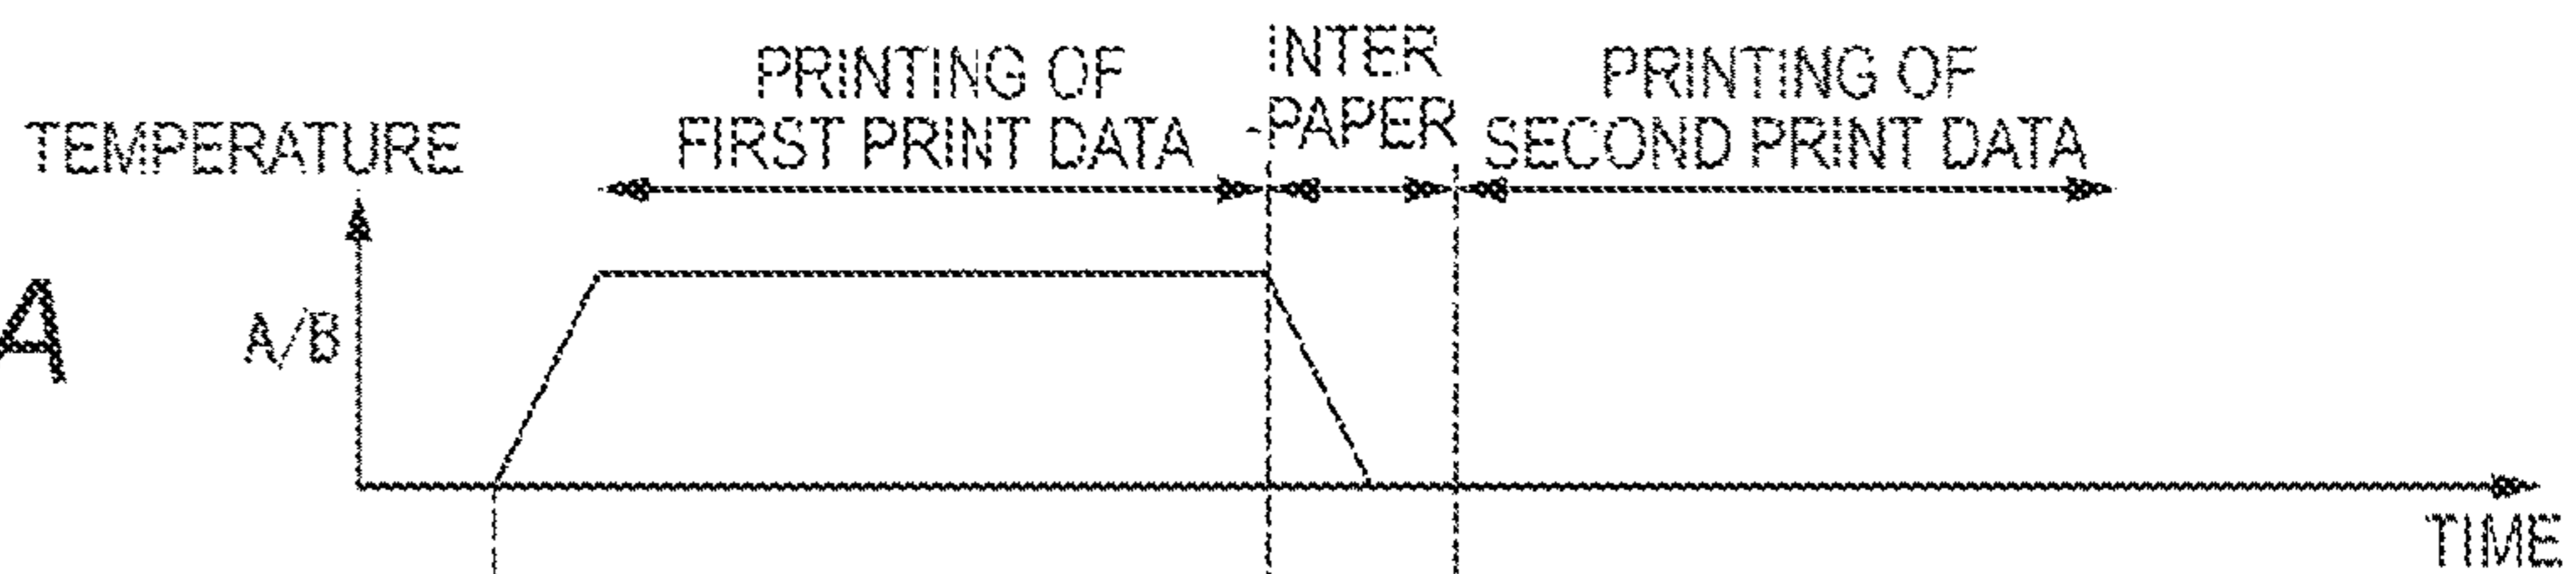 PRINTING OF
FIRST PRINT DATA
INTER
-PAPER
PRINTING OF
SECOND PRINT DATA
TEMPERATURE
A
A/B
TIME